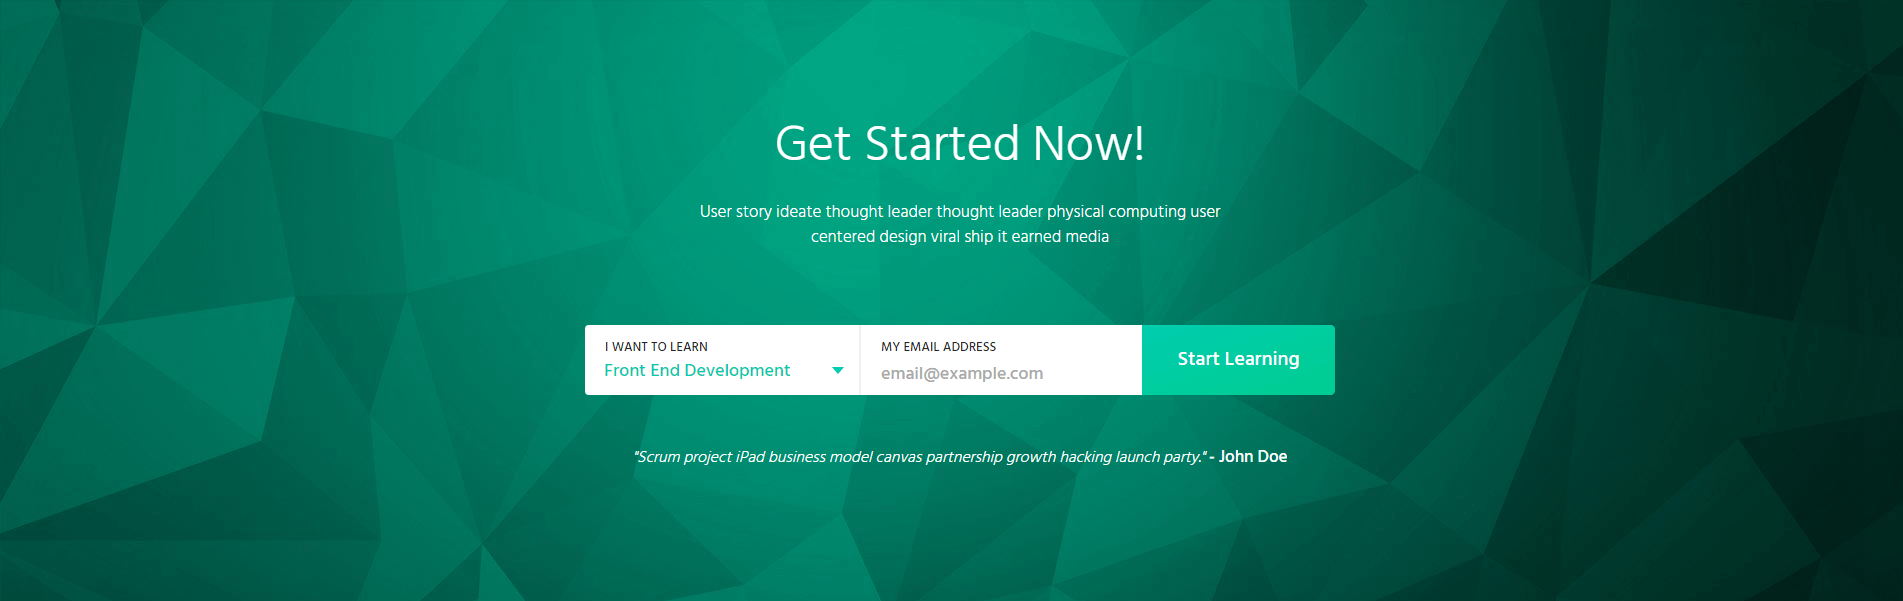 Get Started Now!
User story ideate thought leader thought leader physical computing user
centered design viral ship it earned media
I WANT TO LEARN
Front End Development
MY EMAIL ADDRESS
email@example.com
Start Learning
"Scrum project iPad business model canvas partnership growth hacking launch party." - John Doe